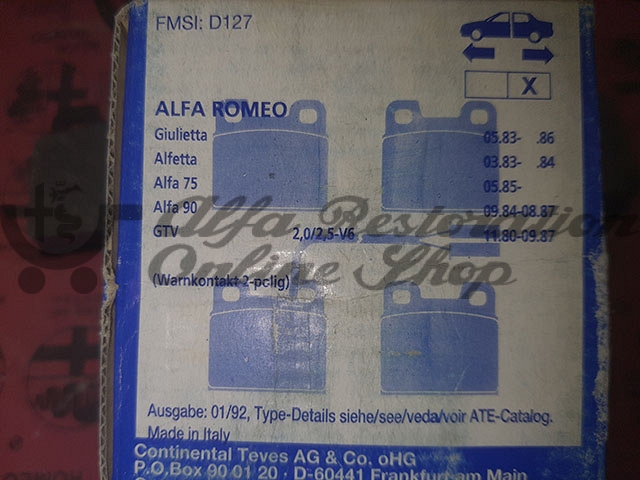 FMSI: D127
X
ALFA ROMEO
Giulietta 05.83- .86
Alfetta 03.83- .84
Alfa 75 05.85-
Alfa 90 09.84-08.87
GTV 2,0/2,5-V6 11.80-09.87
Alfa Restoration
Online Shop
(Warnkontakt 2-pclig)
Ausgabe: 01/92, Type-Details siehe/see/veda/voir ATE-Catalog.
Made in Italy
Continental Teves AG & Co. oHG
P.O.Box 90 01 20 · D-60441 Frankfurt am Main